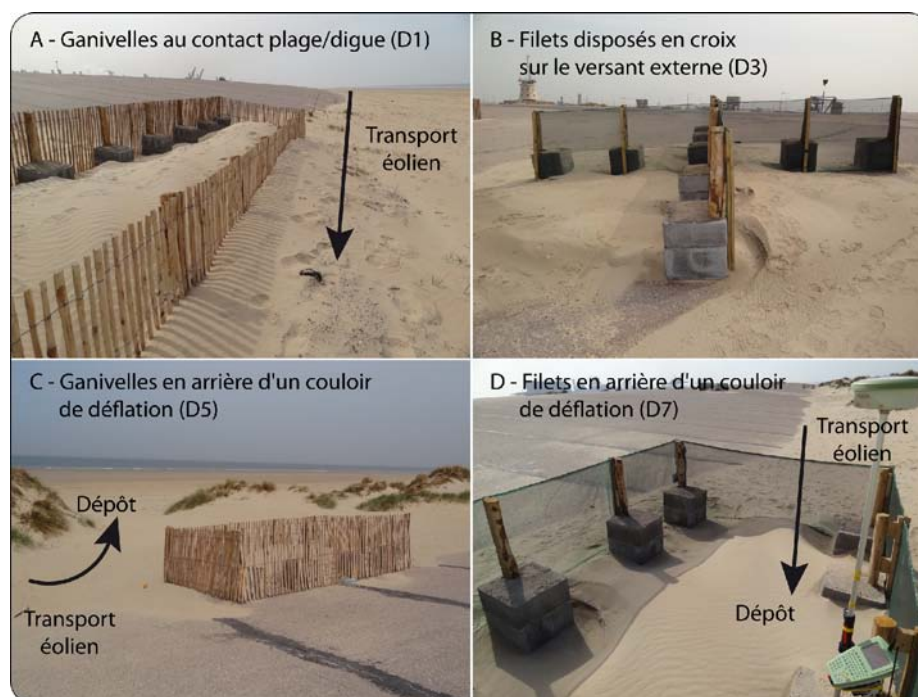 A - Ganivelles au contact plage/digue (D1)
Transport
éolien
B - Filets disposés en croix
sur le versant externe (D3)
C - Ganivelles en arrière d'un couloir
de déflation (D5)
Dépôt
Transport
éolien
D - Filets en arrière d'un couloir
de déflation (D7)
Transport
éolien
Dépôt